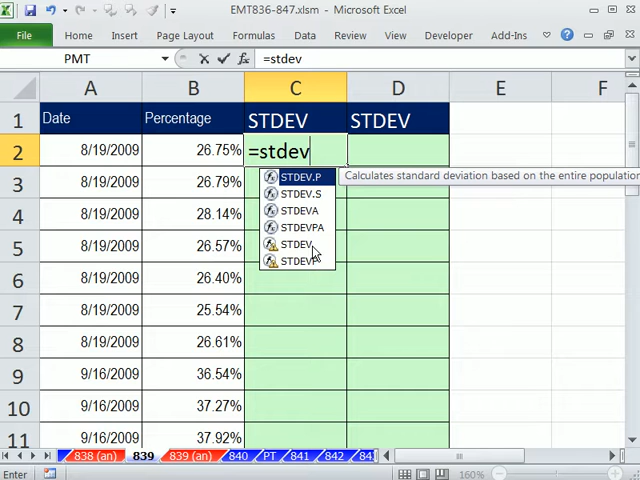 EMT836-847.xlsm - Microsoft Excel
File Home Insert Page Layout Formulas Data Review View Developer Add-Ins
PMT =stdev
A B C D E F
1 Date Percentage STDEV STDEV
2 8/19/2009 26.75% =stdev
STDEV.P Calculates standard deviation based on the entire population
3 8/19/2009 26.79% STDEV.S
4 8/19/2009 28.14% STDEVA
STDEVPA
5 8/19/2009 26.57% STDEV
STDEVP
6 8/19/2009 26.40%
7 8/19/2009 25.54%
8 8/19/2009 26.61%
9 9/16/2009 36.54%
10 9/16/2009 37.27%
11 9/16/2009 37.92%
838 (an) 839 839 (an) 840 PT 841 842
Enter 160%